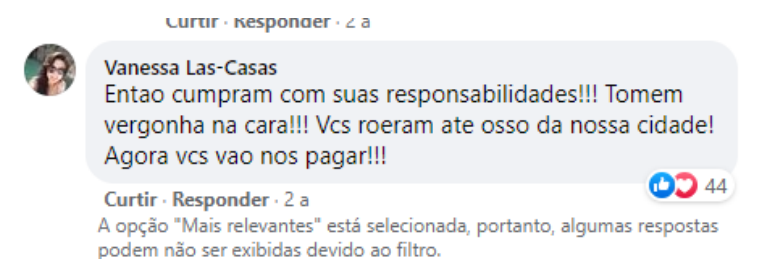 Curtir · Responder · 2 a
Vanessa Las-Casas
Entao cumpram com suas responsabilidades!!! Tomem
vergonha na cara!!! Vcs roeram ate osso da nossa cidade!
Agora vcs vao nos pagar!!!
44
Curtir · Responder · 2 a
A opção "Mais relevantes" está selecionada, portanto, algumas respostas
podem não ser exibidas devido ao filtro.